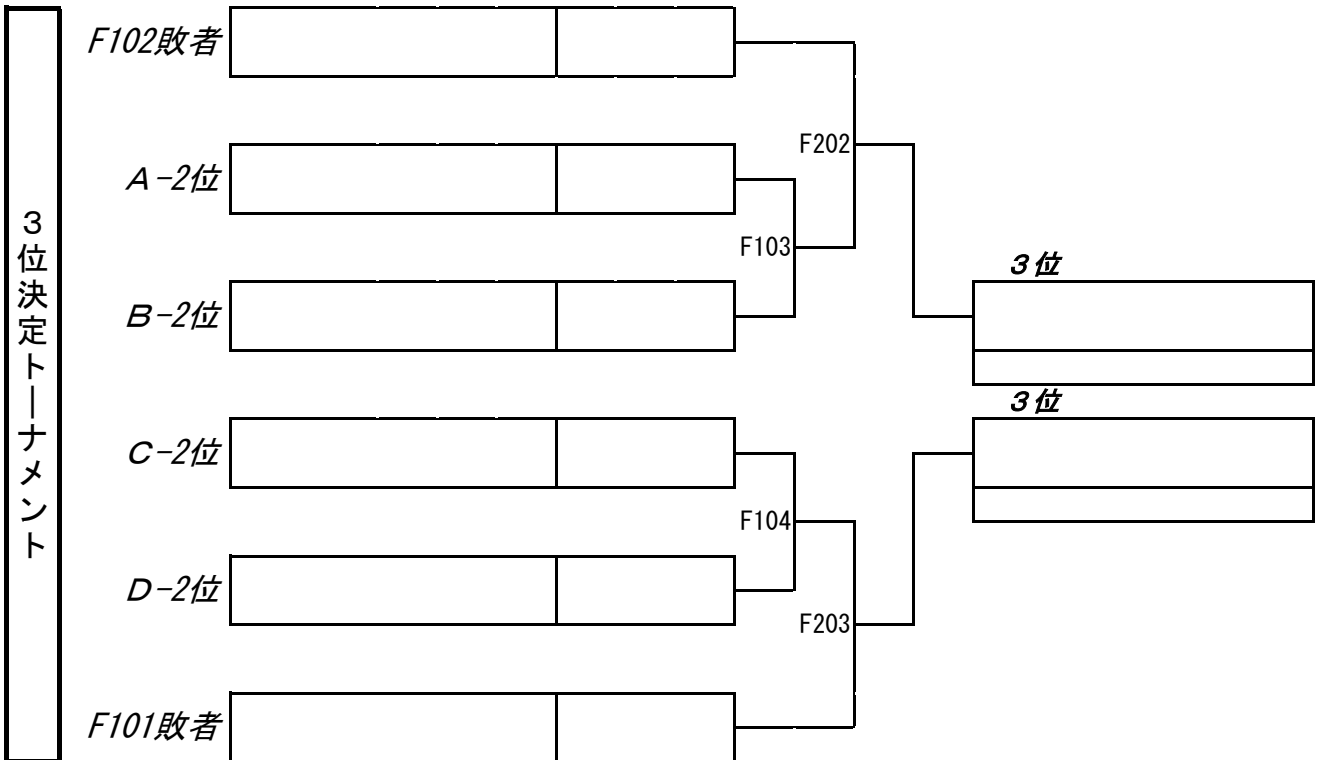 3位決定トーナメント
F102敗者
F202
A-2位
F103
B-2位
3位
C-2位
3位
F104
D-2位
F203
F101敗者